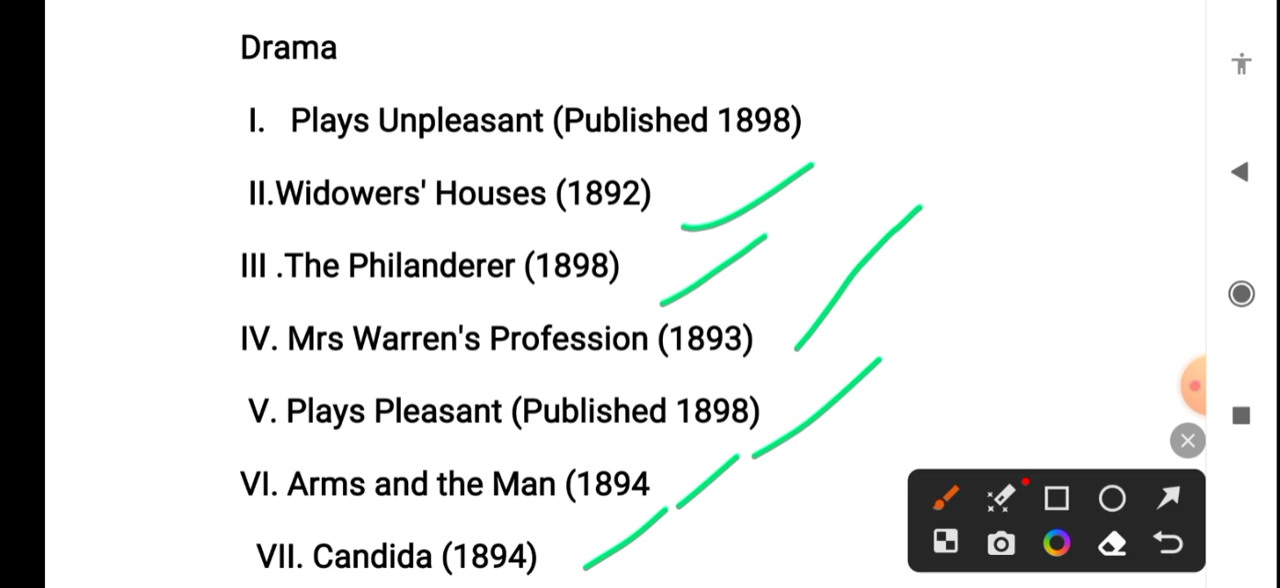 Drama
I. Plays Unpleasant (Published 1898)
II.Widowers' Houses (1892)
III .The Philanderer (1898)
IV. Mrs Warren's Profession (1893)
V. Plays Pleasant (Published 1898)
VI. Arms and the Man (1894
VII. Candida (1894)